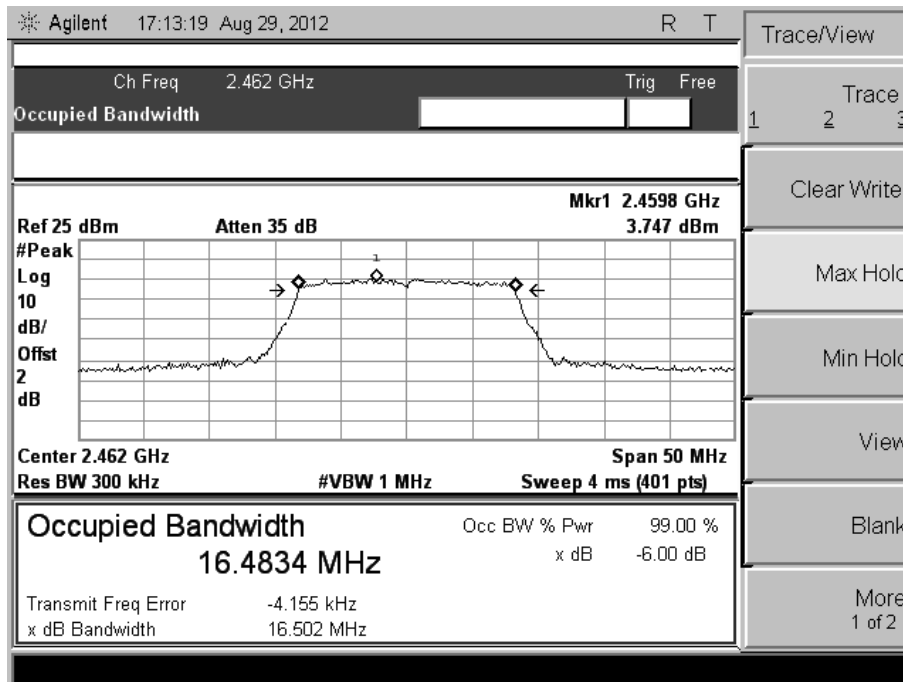 Agilent 17:13:19 Aug 29, 2012 R T
Trace/View
Ch Freq 2.462 GHz Trig Free
Occupied Bandwidth
Trace
1 2 3
Clear Write
Max Hold
Min Hold
View
Blank
More
1 of 2
Mkr1 2.4598 GHz
Ref 25 dBm Atten 35 dB 3.747 dBm
#Peak
Log
10
dB/
Offst
2
dB
1
Center 2.462 GHz Span 50 MHz
Res BW 300 kHz #VBW 1 MHz Sweep 4 ms (401 pts)
Occupied Bandwidth Occ BW % Pwr 99.00 %
16.4834 MHz x dB -6.00 dB
Transmit Freq Error -4.155 kHz
x dB Bandwidth 16.502 MHz